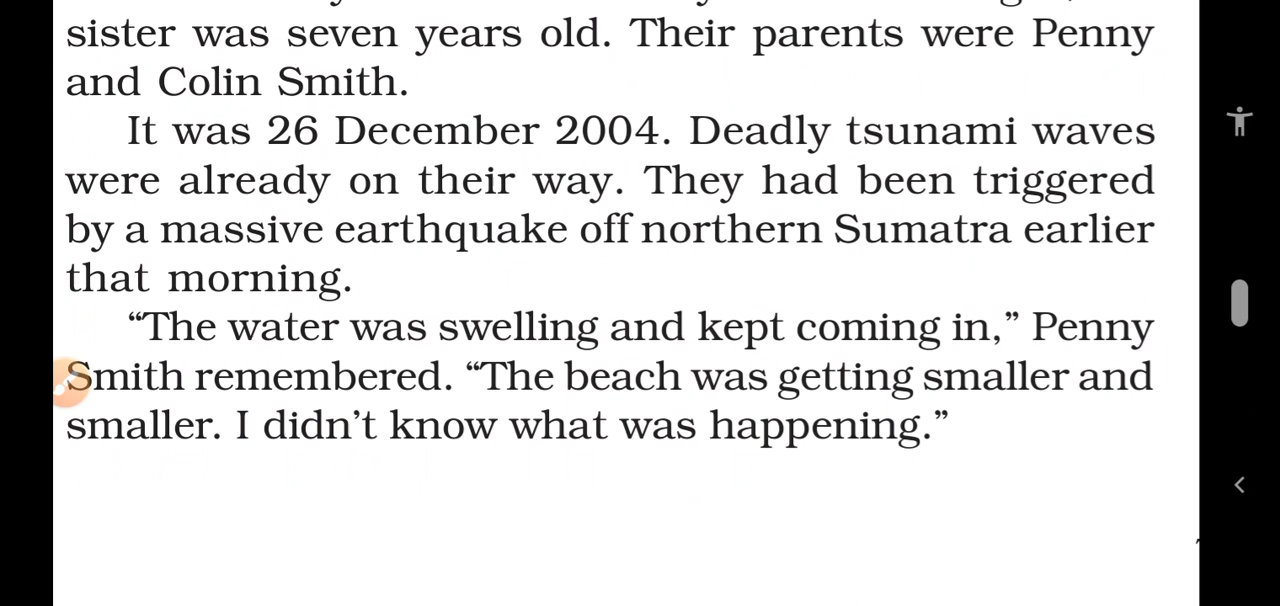 sister was seven years old. Their parents were Penny
and Colin Smith.
It was 26 December 2004. Deadly tsunami waves
were already on their way. They had been triggered
by a massive earthquake off northern Sumatra earlier
that morning.
“The water was swelling and kept coming in,” Penny
Smith remembered. “The beach was getting smaller and
smaller. I didn’t know what was happening.”